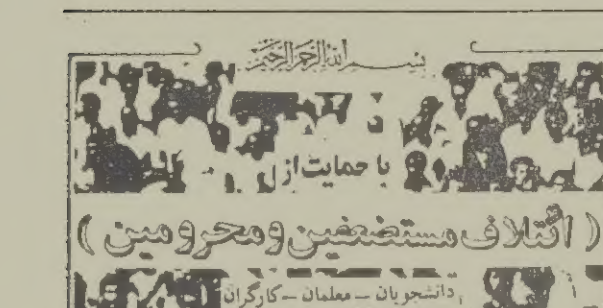 بسم الله الرحمن الرحیم
با حمایت از
( ائتلاف مستضعفین و محرومین )
دانشجویان – معلمان – کارگران